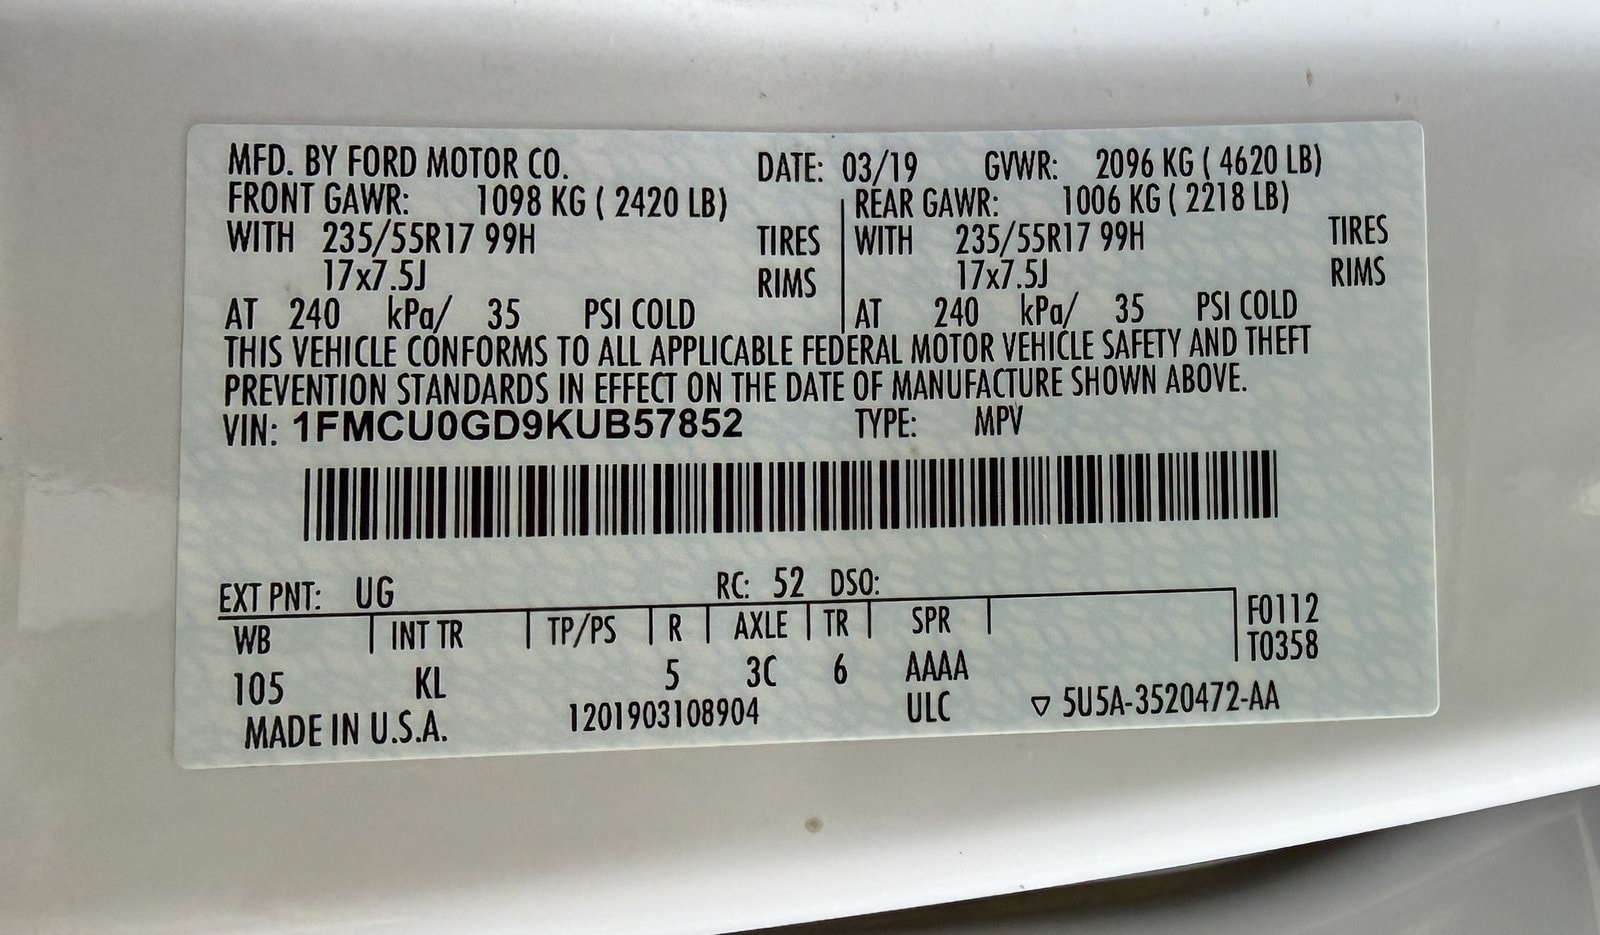 MFD. BY FORD MOTOR CO. DATE: 03/19 GVWR: 2096 KG ( 4620 LB)
FRONT GAWR: 1098 KG ( 2420 LB) REAR GAWR: 1006 KG ( 2218 LB)
WITH 235/55R17 99H TIRES WITH 235/55R17 99H TIRES
17x7.5J RIMS 17x7.5J RIMS
AT 240 kPa/ 35 PSI COLD AT 240 kPa/ 35 PSI COLD
THIS VEHICLE CONFORMS TO ALL APPLICABLE FEDERAL MOTOR VEHICLE SAFETY AND THEFT
PREVENTION STANDARDS IN EFFECT ON THE DATE OF MANUFACTURE SHOWN ABOVE.
VIN: 1FMCU0GD9KUB57852 TYPE: MPV
EXT PNT: UG RC: 52 DSO:
WB INT TR TP/PS R AXLE TR SPR F0112
T0358
105 KL 5 3C 6 AAAA
MADE IN U.S.A. 1201903108904 ULC ▽ 5U5A-3520472-AA